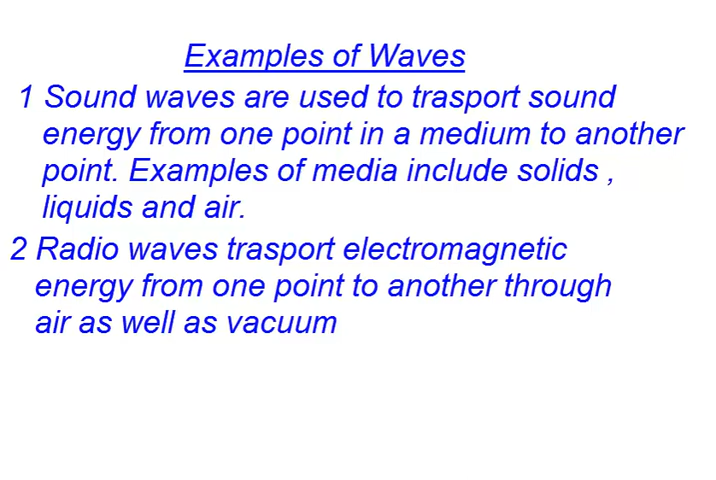 Examples of Waves
1 Sound waves are used to trasport sound
energy from one point in a medium to another
point. Examples of media include solids ,
liquids and air.
2 Radio waves trasport electromagnetic
energy from one point to another through
air as well as vacuum